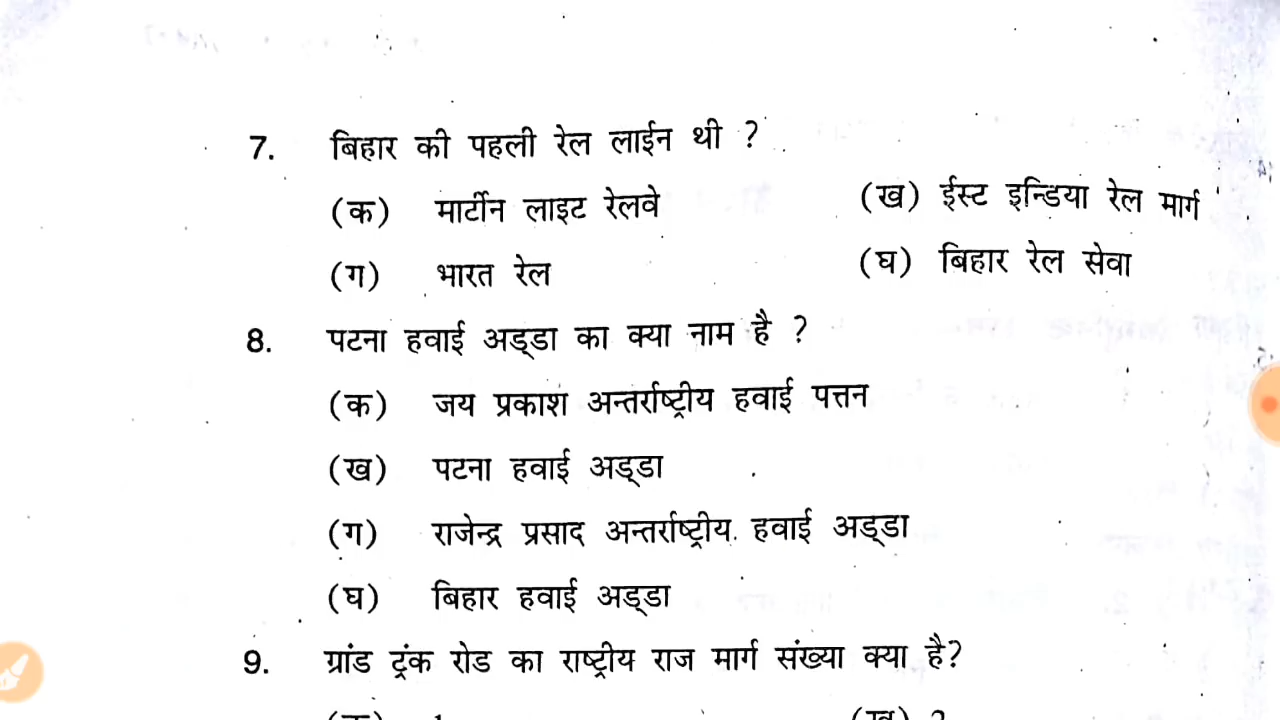 7. बिहार की पहली रेल लाईन थी ?
(क) मार्टीन लाइट रेलवे (ख) ईस्ट इन्डिया रेल मार्ग
(ग) भारत रेल (घ) बिहार रेल सेवा
8. पटना हवाई अड्डा का क्या नाम है ?
(क) जय प्रकाश अन्तर्राष्ट्रीय हवाई पत्तन
(ख) पटना हवाई अड्डा
(ग) राजेन्द्र प्रसाद अन्तर्राष्ट्रीय हवाई अड्डा
(घ) बिहार हवाई अड्डा
9. ग्रांड ट्रंक रोड का राष्ट्रीय राज मार्ग संख्या क्या है?